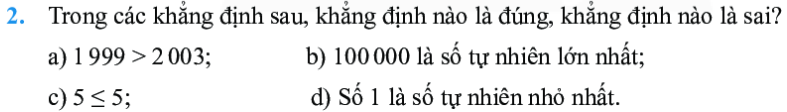 2. Trong các khẳng định sau, khẳng định nào là đúng, khẳng định nào là sai?
a) 1 999 > 2 003; b) 100 000 là số tự nhiên lớn nhất;
c) 5 ≤ 5; d) Số 1 là số tự nhiên nhỏ nhất.